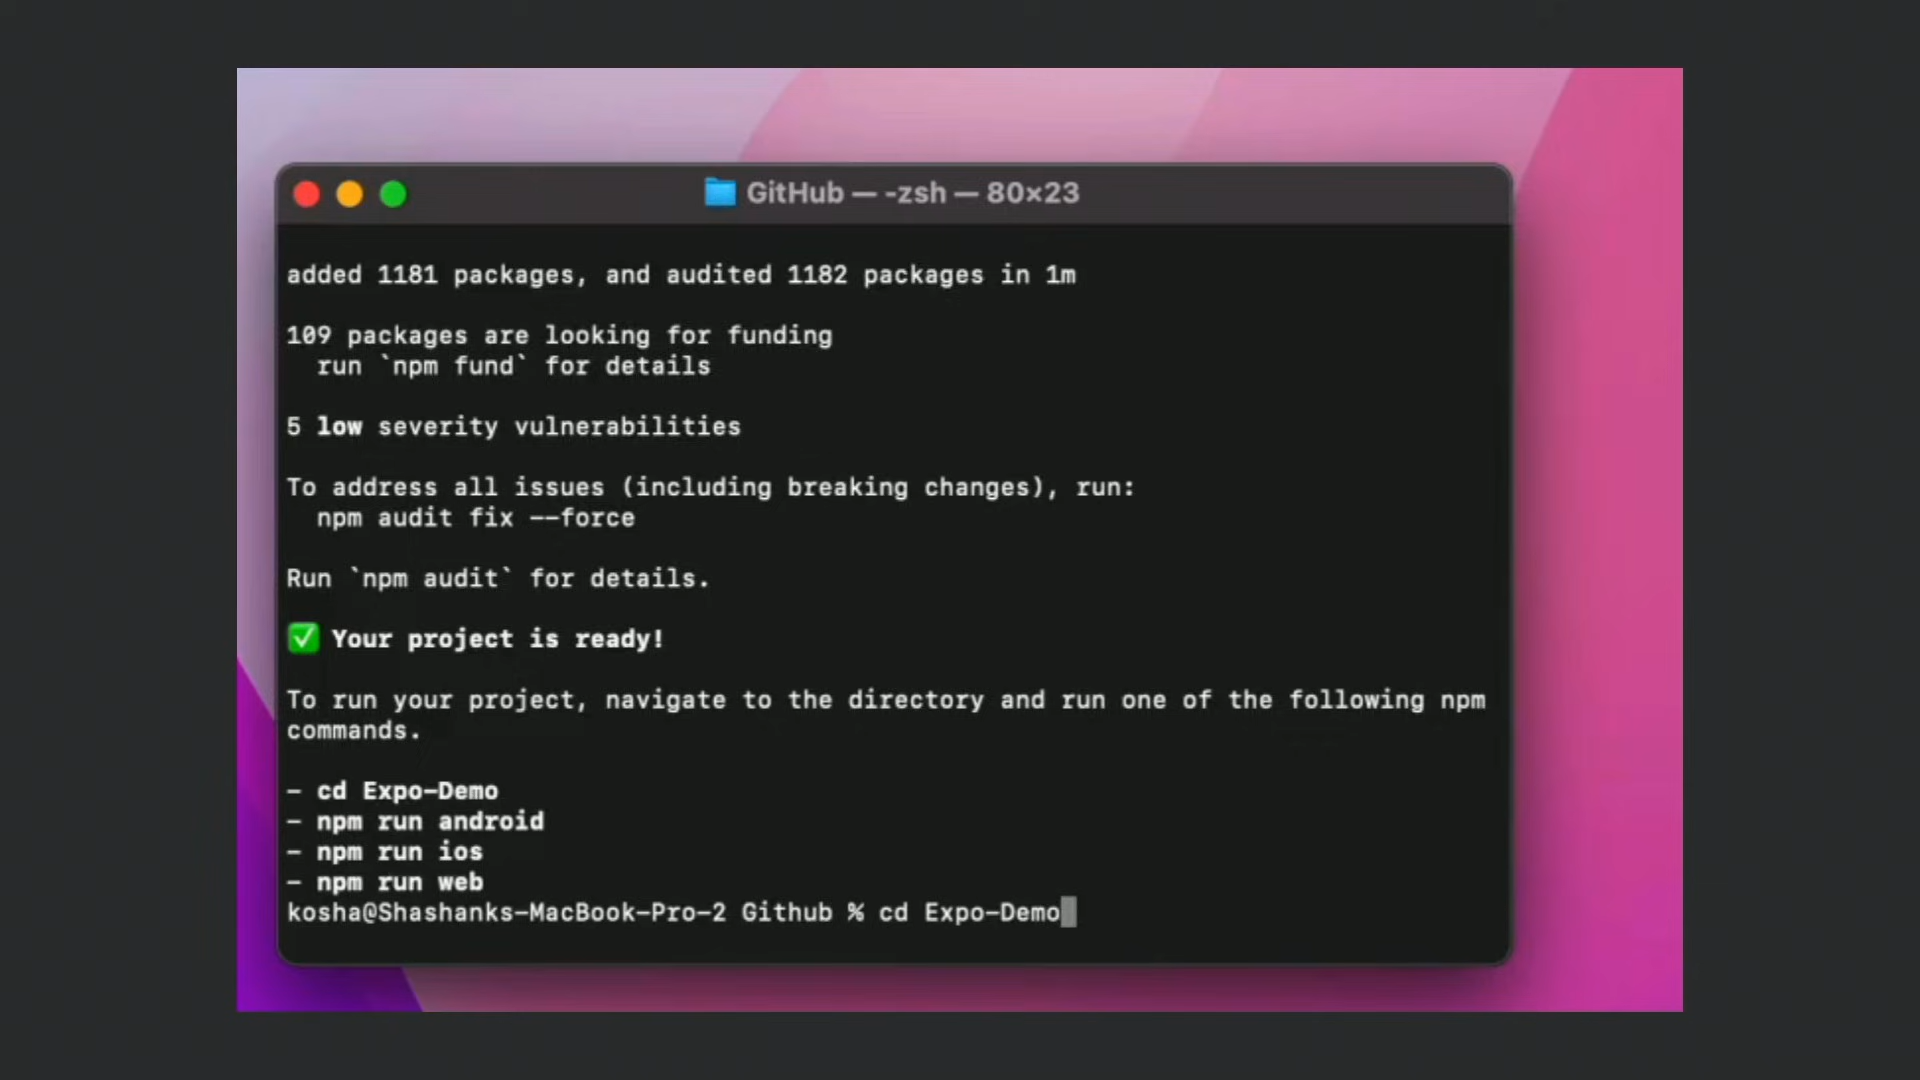 GitHub — -zsh — 80×23
added 1181 packages, and audited 1182 packages in 1m
109 packages are looking for funding
run `npm fund` for details
5 low severity vulnerabilities
To address all issues (including breaking changes), run:
npm audit fix --force
Run `npm audit` for details.
✅ Your project is ready!
To run your project, navigate to the directory and run one of the following npm
commands.
- cd Expo-Demo
- npm run android
- npm run ios
- npm run web
kosha@Shashanks-MacBook-Pro-2 Github % cd Expo-Demo